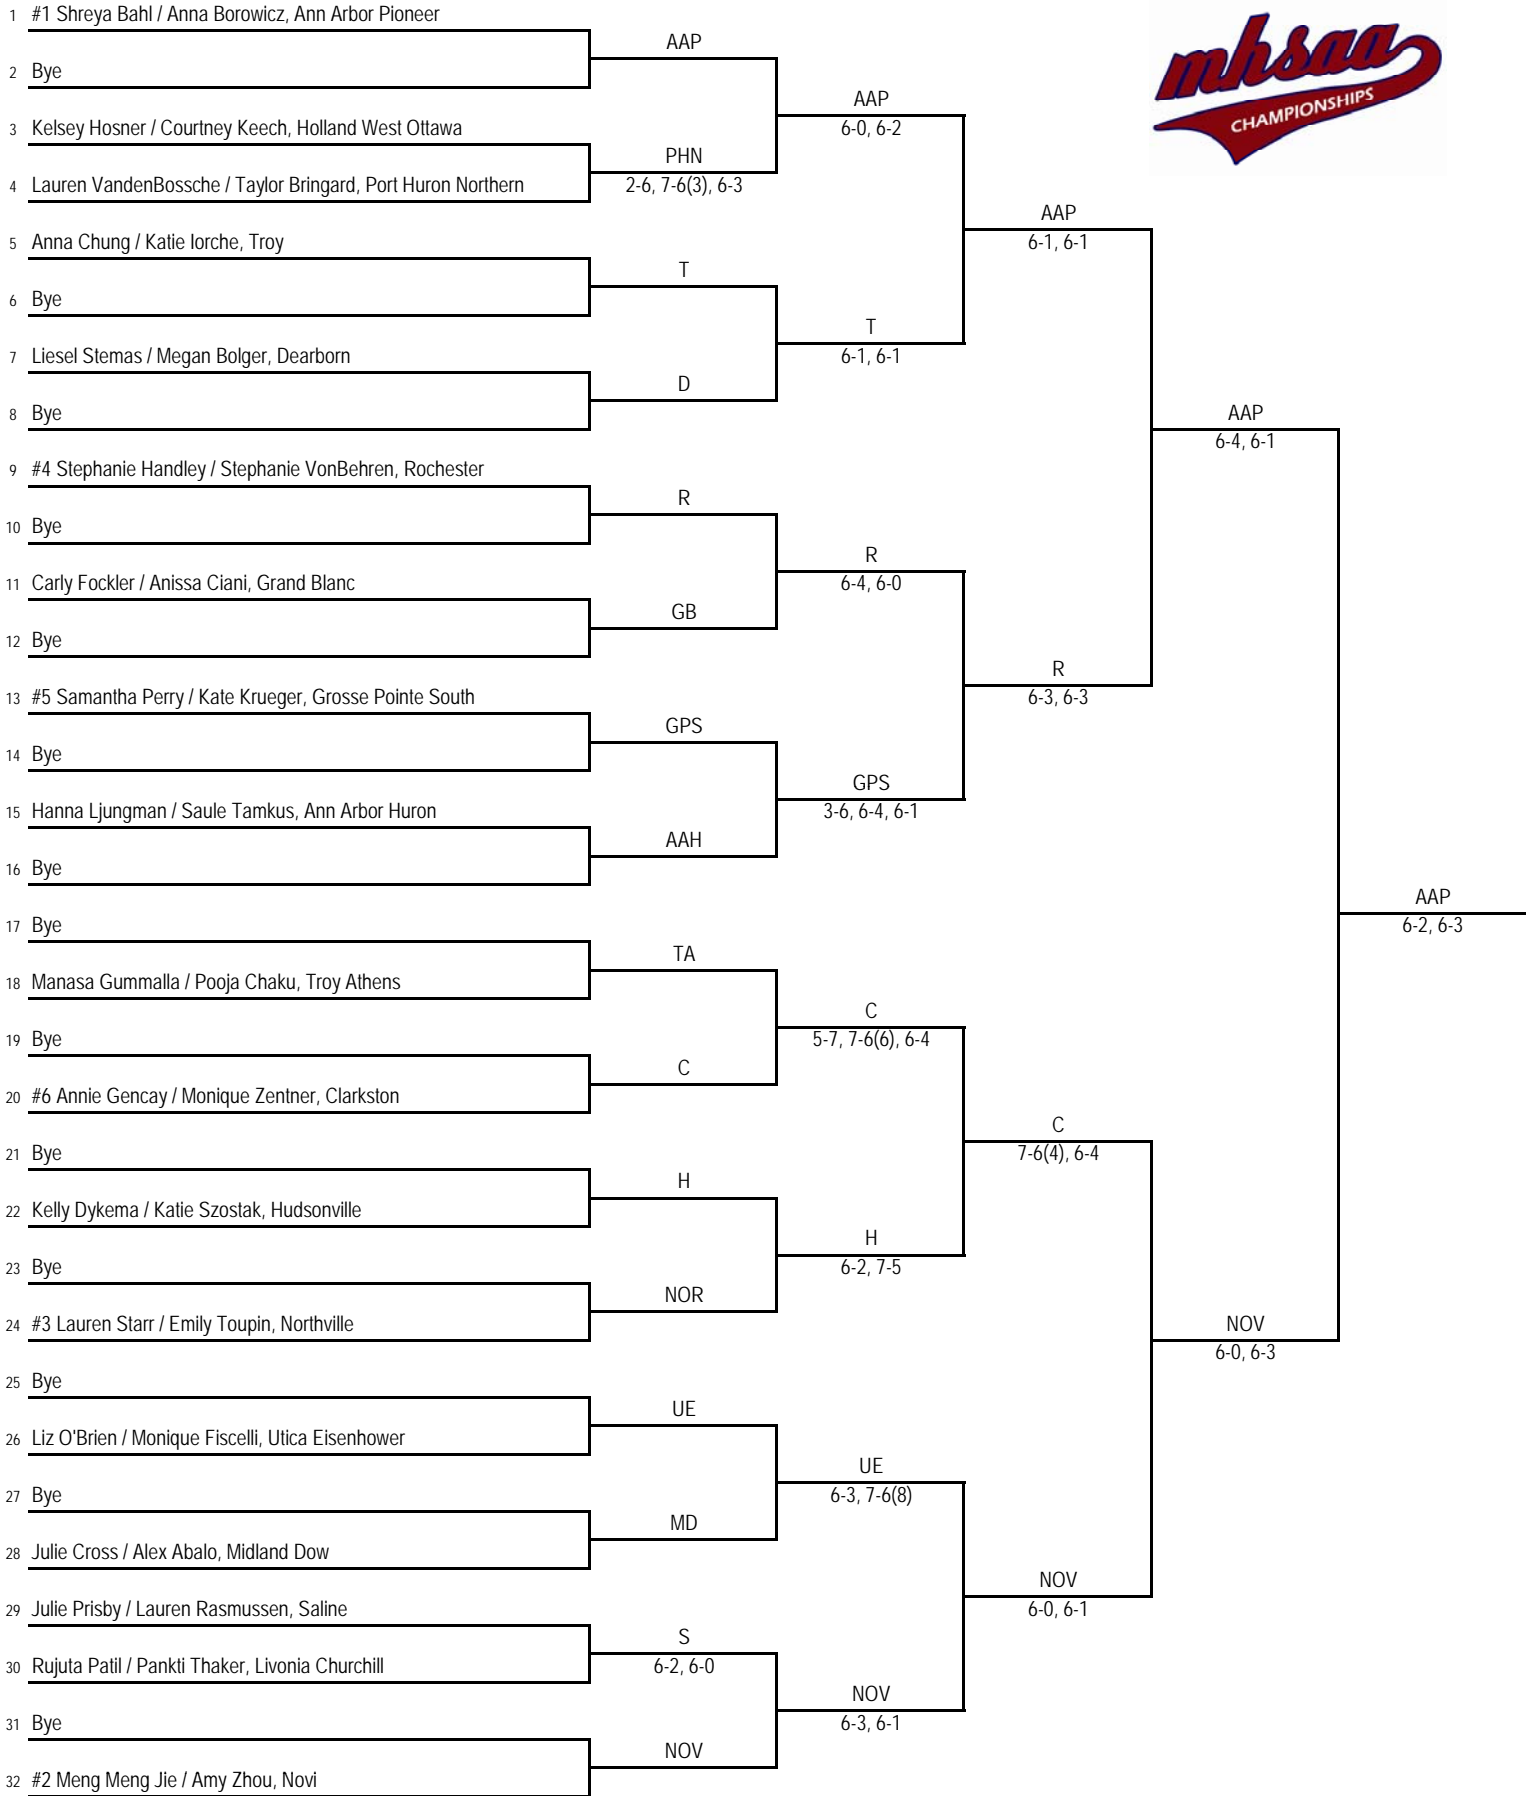 1 #1 Shreya Bahl / Anna Borowicz, Ann Arbor Pioneer
mhsaa
CHAMPIONSHIPS
AAP
2 Bye
AAP
6-0, 6-2
3 Kelsey Hosner / Courtney Keech, Holland West Ottawa
PHN
2-6, 7-6(3), 6-3
4 Lauren VandenBossche / Taylor Bringard, Port Huron Northern
AAP
6-1, 6-1
5 Anna Chung / Katie Iorche, Troy
T
6 Bye
T
6-1, 6-1
7 Liesel Stemas / Megan Bolger, Dearborn
D
8 Bye
AAP
6-4, 6-1
9 #4 Stephanie Handley / Stephanie VonBehren, Rochester
R
10 Bye
R
6-4, 6-0
11 Carly Fockler / Anissa Ciani, Grand Blanc
GB
12 Bye
R
6-3, 6-3
13 #5 Samantha Perry / Kate Krueger, Grosse Pointe South
GPS
14 Bye
GPS
3-6, 6-4, 6-1
15 Hanna Ljungman / Saule Tamkus, Ann Arbor Huron
AAH
16 Bye
AAP
6-2, 6-3
17 Bye
TA
18 Manasa Gummalla / Pooja Chaku, Troy Athens
C
5-7, 7-6(6), 6-4
19 Bye
C
20 #6 Annie Gencay / Monique Zentner, Clarkston
C
7-6(4), 6-4
21 Bye
H
22 Kelly Dykema / Katie Szostak, Hudsonville
H
6-2, 7-5
23 Bye
NOR
24 #3 Lauren Starr / Emily Toupin, Northville
NOV
6-0, 6-3
25 Bye
UE
26 Liz O'Brien / Monique Fiscelli, Utica Eisenhower
UE
6-3, 7-6(8)
27 Bye
MD
28 Julie Cross / Alex Abalo, Midland Dow
NOV
6-0, 6-1
29 Julie Prisby / Lauren Rasmussen, Saline
S
6-2, 6-0
30 Rujuta Patil / Pankti Thaker, Livonia Churchill
NOV
6-3, 6-1
31 Bye
NOV
32 #2 Meng Meng Jie / Amy Zhou, Novi